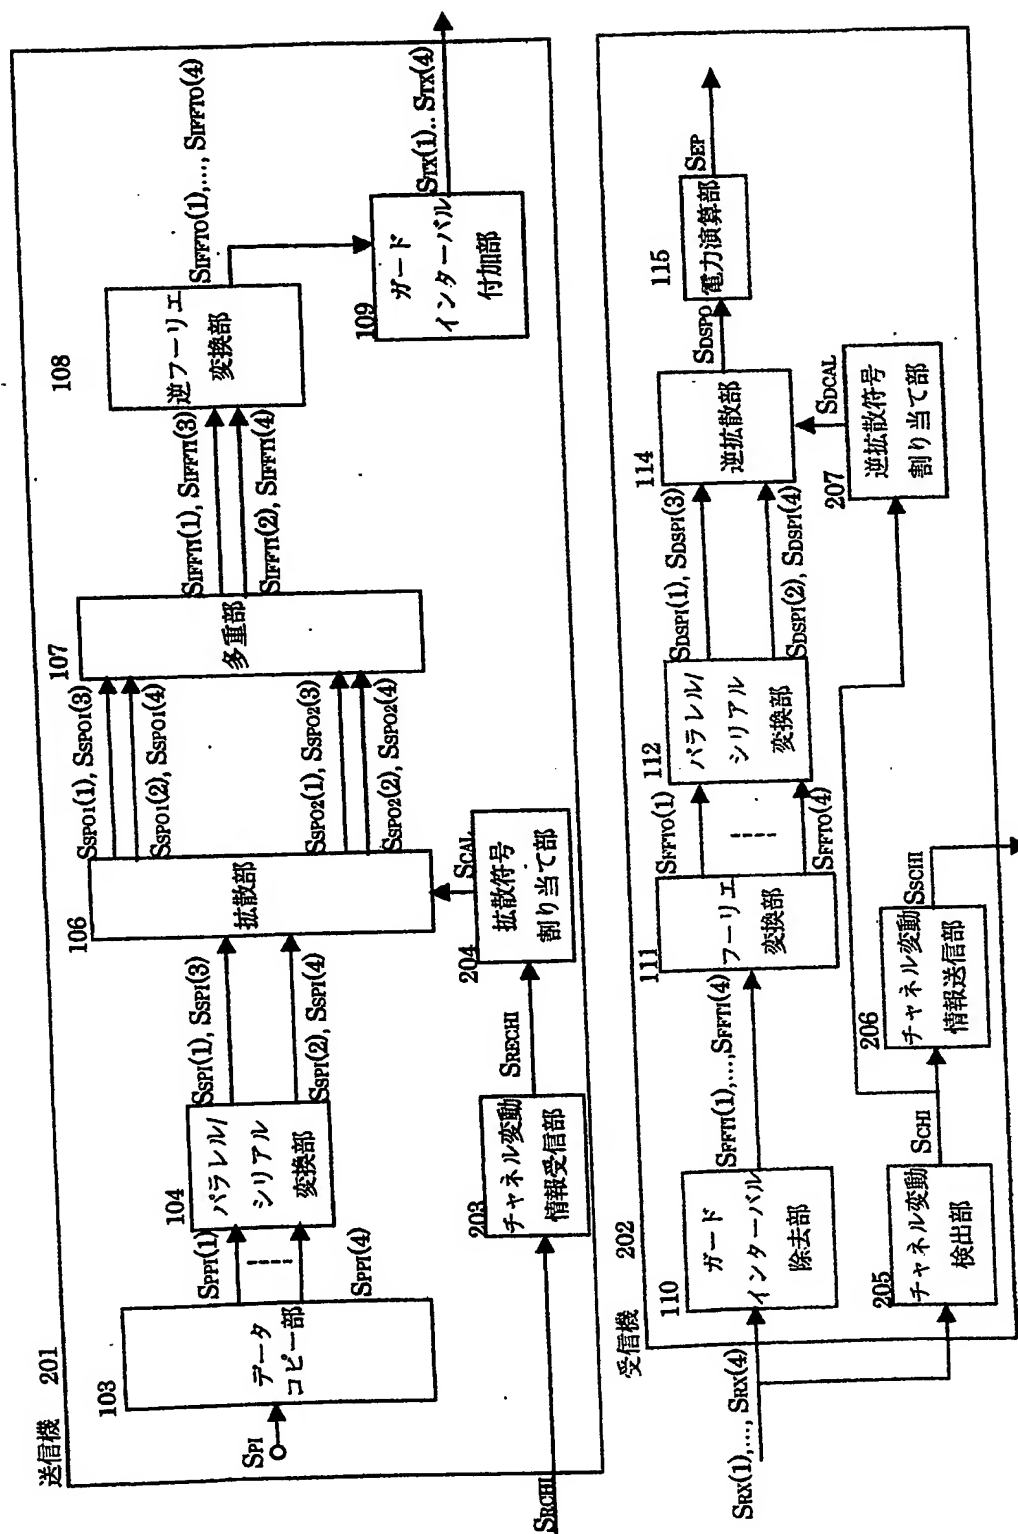 送信機 201
SPI
103
データ
コピー部
SPPI(1)
SPPI(4)
104
パラレル/
シリアル
変換部
SSPI(1), SSPI(3)
SSPI(2), SSPI(4)
106
拡散部
SSPO1(1), SSPO1(3)
SSPO1(2), SSPO1(4)
SSPO2(1), SSPO2(3)
SSPO2(2), SSPO2(4)
107
多重部
SIFFTI(1), SIFFTI(3)
SIFFTI(2), SIFFTI(4)
108
逆フーリエ
変換部
SIFFTO(1),..., SIFFTO(4)
109
ガード
インターバル
付加部
STX(1).. STX(4)
SRCHI
203
チャネル変動
情報受信部
SRECHI
204
拡散符号
割り当て部
SCAL
受信機 202
SRX(1),..., SRX(4)
110
ガード
インターバル
除去部
SFFTI(1),...,SFFTI(4)
111
フーリエ
変換部
SFFTO(1)
SFFTO(4)
112
パラレル/
シリアル
変換部
SDSPI(1), SDSPI(3)
SDSPI(2), SDSPI(4)
114
逆拡散部
SDSPO
115
電力演算部
SEP
205
チャネル変動
検出部
SCHI
206
チャネル変動
情報送信部
SSCHI
207
逆拡散符号
割り当て部
SDCAL